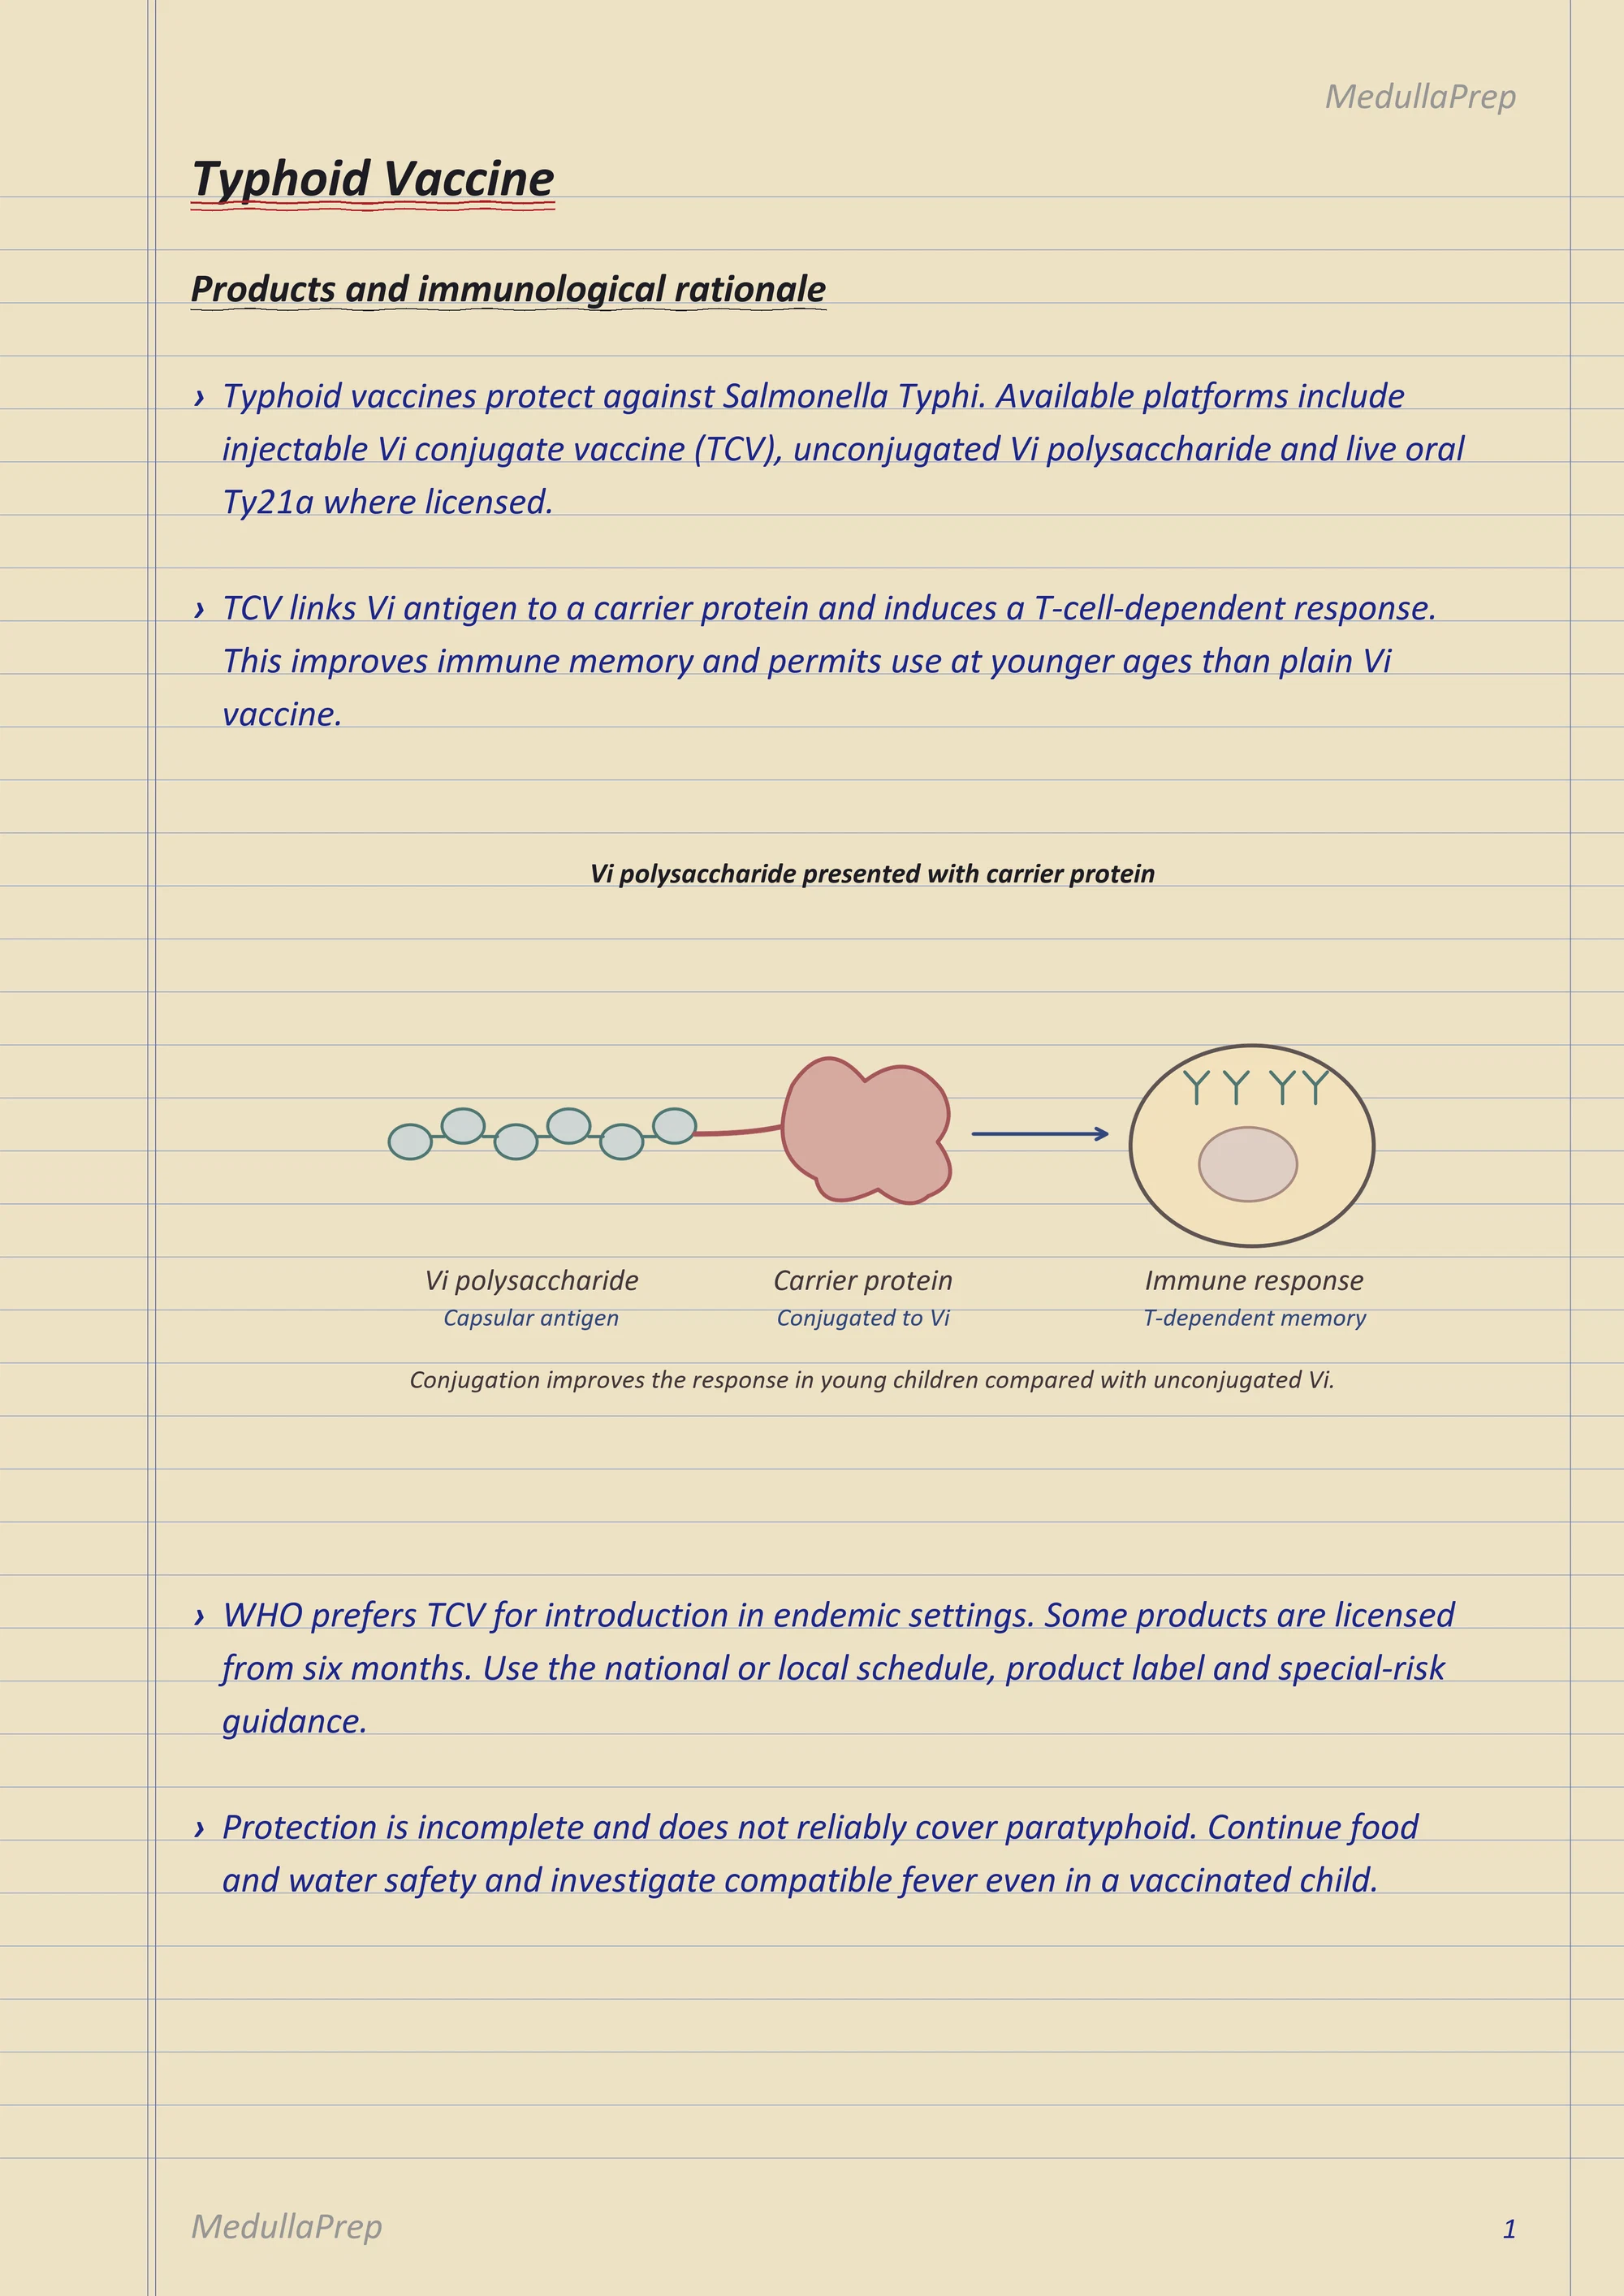 MedullaPrep
Typhoid Vaccine
Products and immunological rationale
› Typhoid vaccines protect against Salmonella Typhi. Available platforms include
injectable Vi conjugate vaccine (TCV), unconjugated Vi polysaccharide and live oral
Ty21a where licensed.
› TCV links Vi antigen to a carrier protein and induces a T-cell-dependent response.
This improves immune memory and permits use at younger ages than plain Vi
vaccine.
Vi polysaccharide presented with carrier protein
Vi polysaccharide Carrier protein Immune response
Capsular antigen Conjugated to Vi T-dependent memory
Conjugation improves the response in young children compared with unconjugated Vi.
› WHO prefers TCV for introduction in endemic settings. Some products are licensed
from six months. Use the national or local schedule, product label and special-risk
guidance.
› Protection is incomplete and does not reliably cover paratyphoid. Continue food
and water safety and investigate compatible fever even in a vaccinated child.
MedullaPrep 1